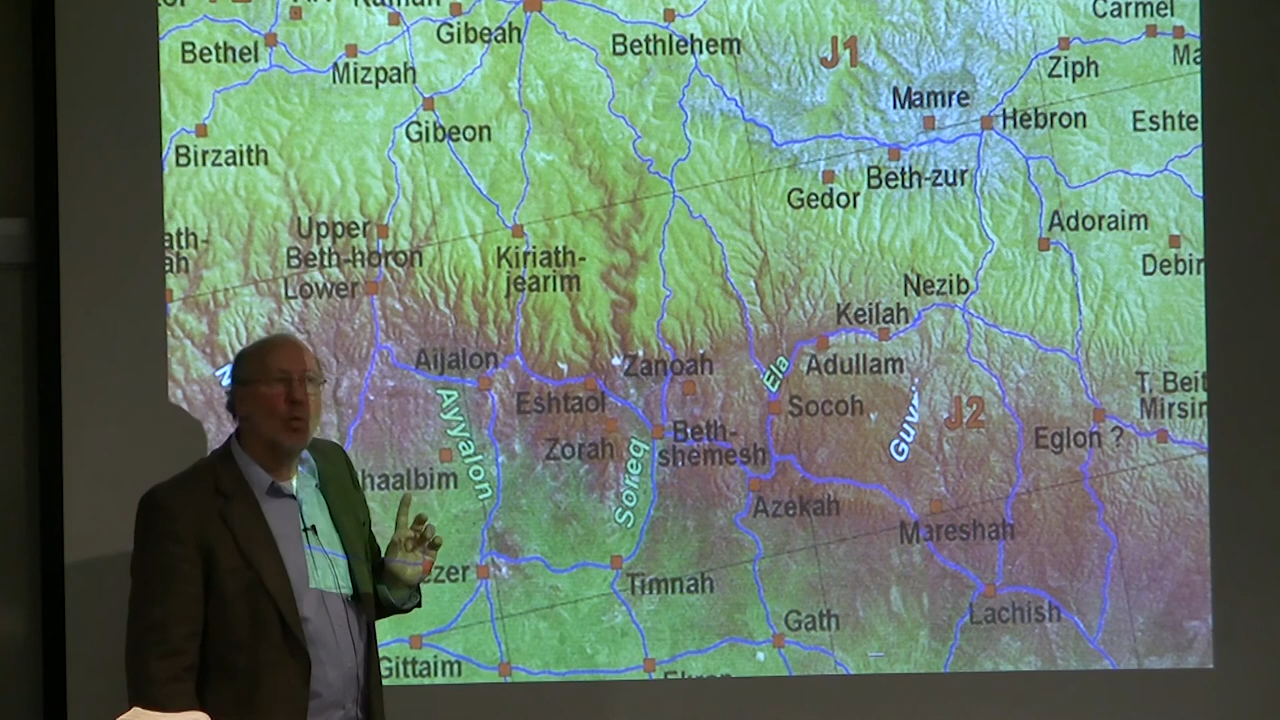 Carmel
Gibeah
Bethlehem
J1
Bethel
Mizpah
Ziph
Mamre
Hebron
Gibeon
Birzaith
Beth-zur
Gedor
Upper
Beth-horon
Lower
Kiriath-
jearim
Adoraim
Debir
Nezib
Keilah
Aijalon
Zanoah
Ela
Adullam
Eshtaol
Socoh
J2
T. Beit
Ayyalon
Zorah
Soreq
Beth-
shemesh
Eglon ?
Azekah
Mareshah
Timnah
Lachish
Gath
Gittaim